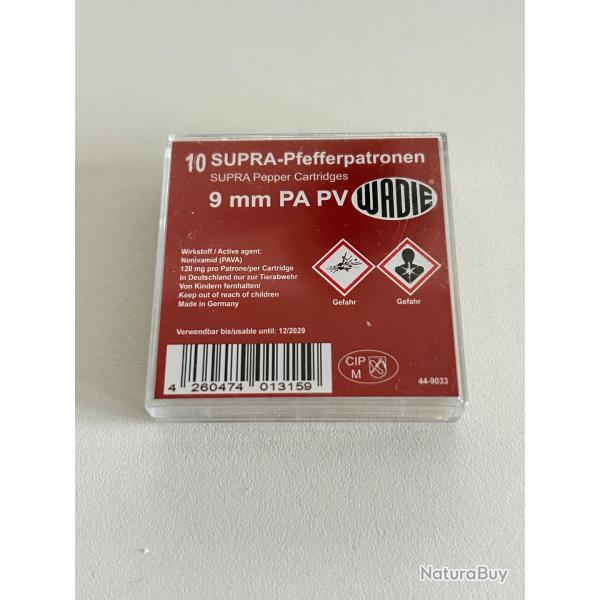 10 SUPRA-Pfefferpatronen
SUPRA Pepper Cartridges
9 mm PA PV
WADIE
Wirkstoff / Active agent:
Nonivamid (PAVA)
120 mg pro Patrone/per Cartridge
in Deutschland nur zur Tierabwehr
Von Kindern fernhalten/
Keep out of reach of children
Made in Germany
Gefahr
Gefahr
Verwendbar bis/usable until: 12/2029
4 260474 013159
CIP
M
44-9033
NaturaBuy